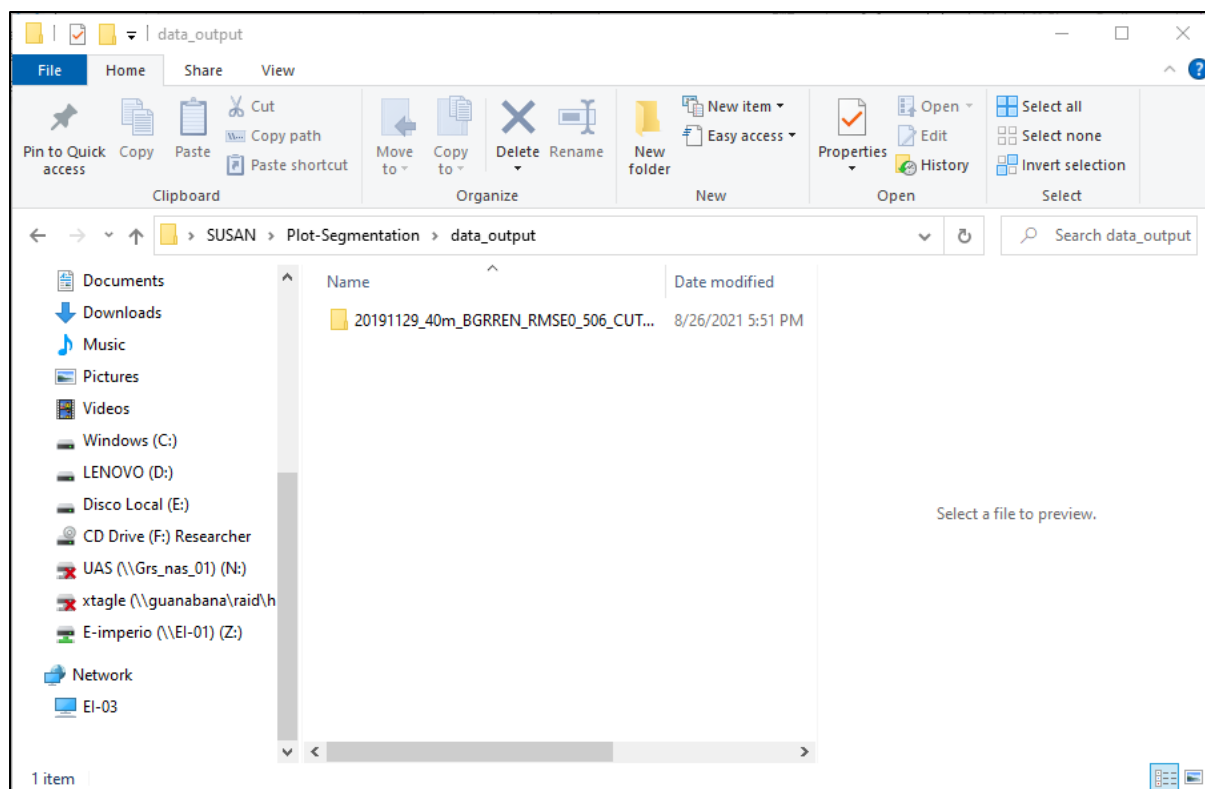 data_output
File Home Share View
Pin to Quick access
Copy
Paste
Cut
Copy path
Paste shortcut
Clipboard
Move to
Copy to
Delete
Rename
Organize
New folder
New item
Easy access
New
Properties
Open
Edit
History
Open
Select all
Select none
Invert selection
Select
SUSAN > Plot-Segmentation > data_output
Search data_output
Documents
Downloads
Music
Pictures
Videos
Windows (C:)
LENOVO (D:)
Disco Local (E:)
CD Drive (F:) Researcher
UAS (\\Grs_nas_01) (N:)
xtagle (\\guanabana\raid\h
E-imperio (\\EI-01) (Z:)
Network
EI-03
Name Date modified
20191129_40m_BGRREN_RMSE0_506_CUT... 8/26/2021 5:51 PM
Select a file to preview.
1 item